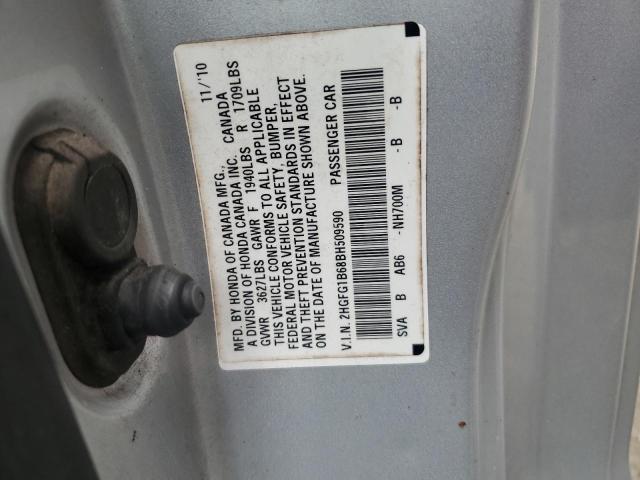 MFD. BY HONDA OF CANADA MFG., 11/'10
A DIVISION OF HONDA CANADA INC. CANADA
GVWR 3627LBS GAWR F 1940LBS R 1709LBS
THIS VEHICLE CONFORMS TO ALL APPLICABLE
FEDERAL MOTOR VEHICLE SAFETY, BUMPER,
AND THEFT PREVENTION STANDARDS IN EFFECT
ON THE DATE OF MANUFACTURE SHOWN ABOVE.
V.I.N. 2HGFG1B68BH509590 PASSENGER CAR
SVA B AB6 -NH700M -B -B